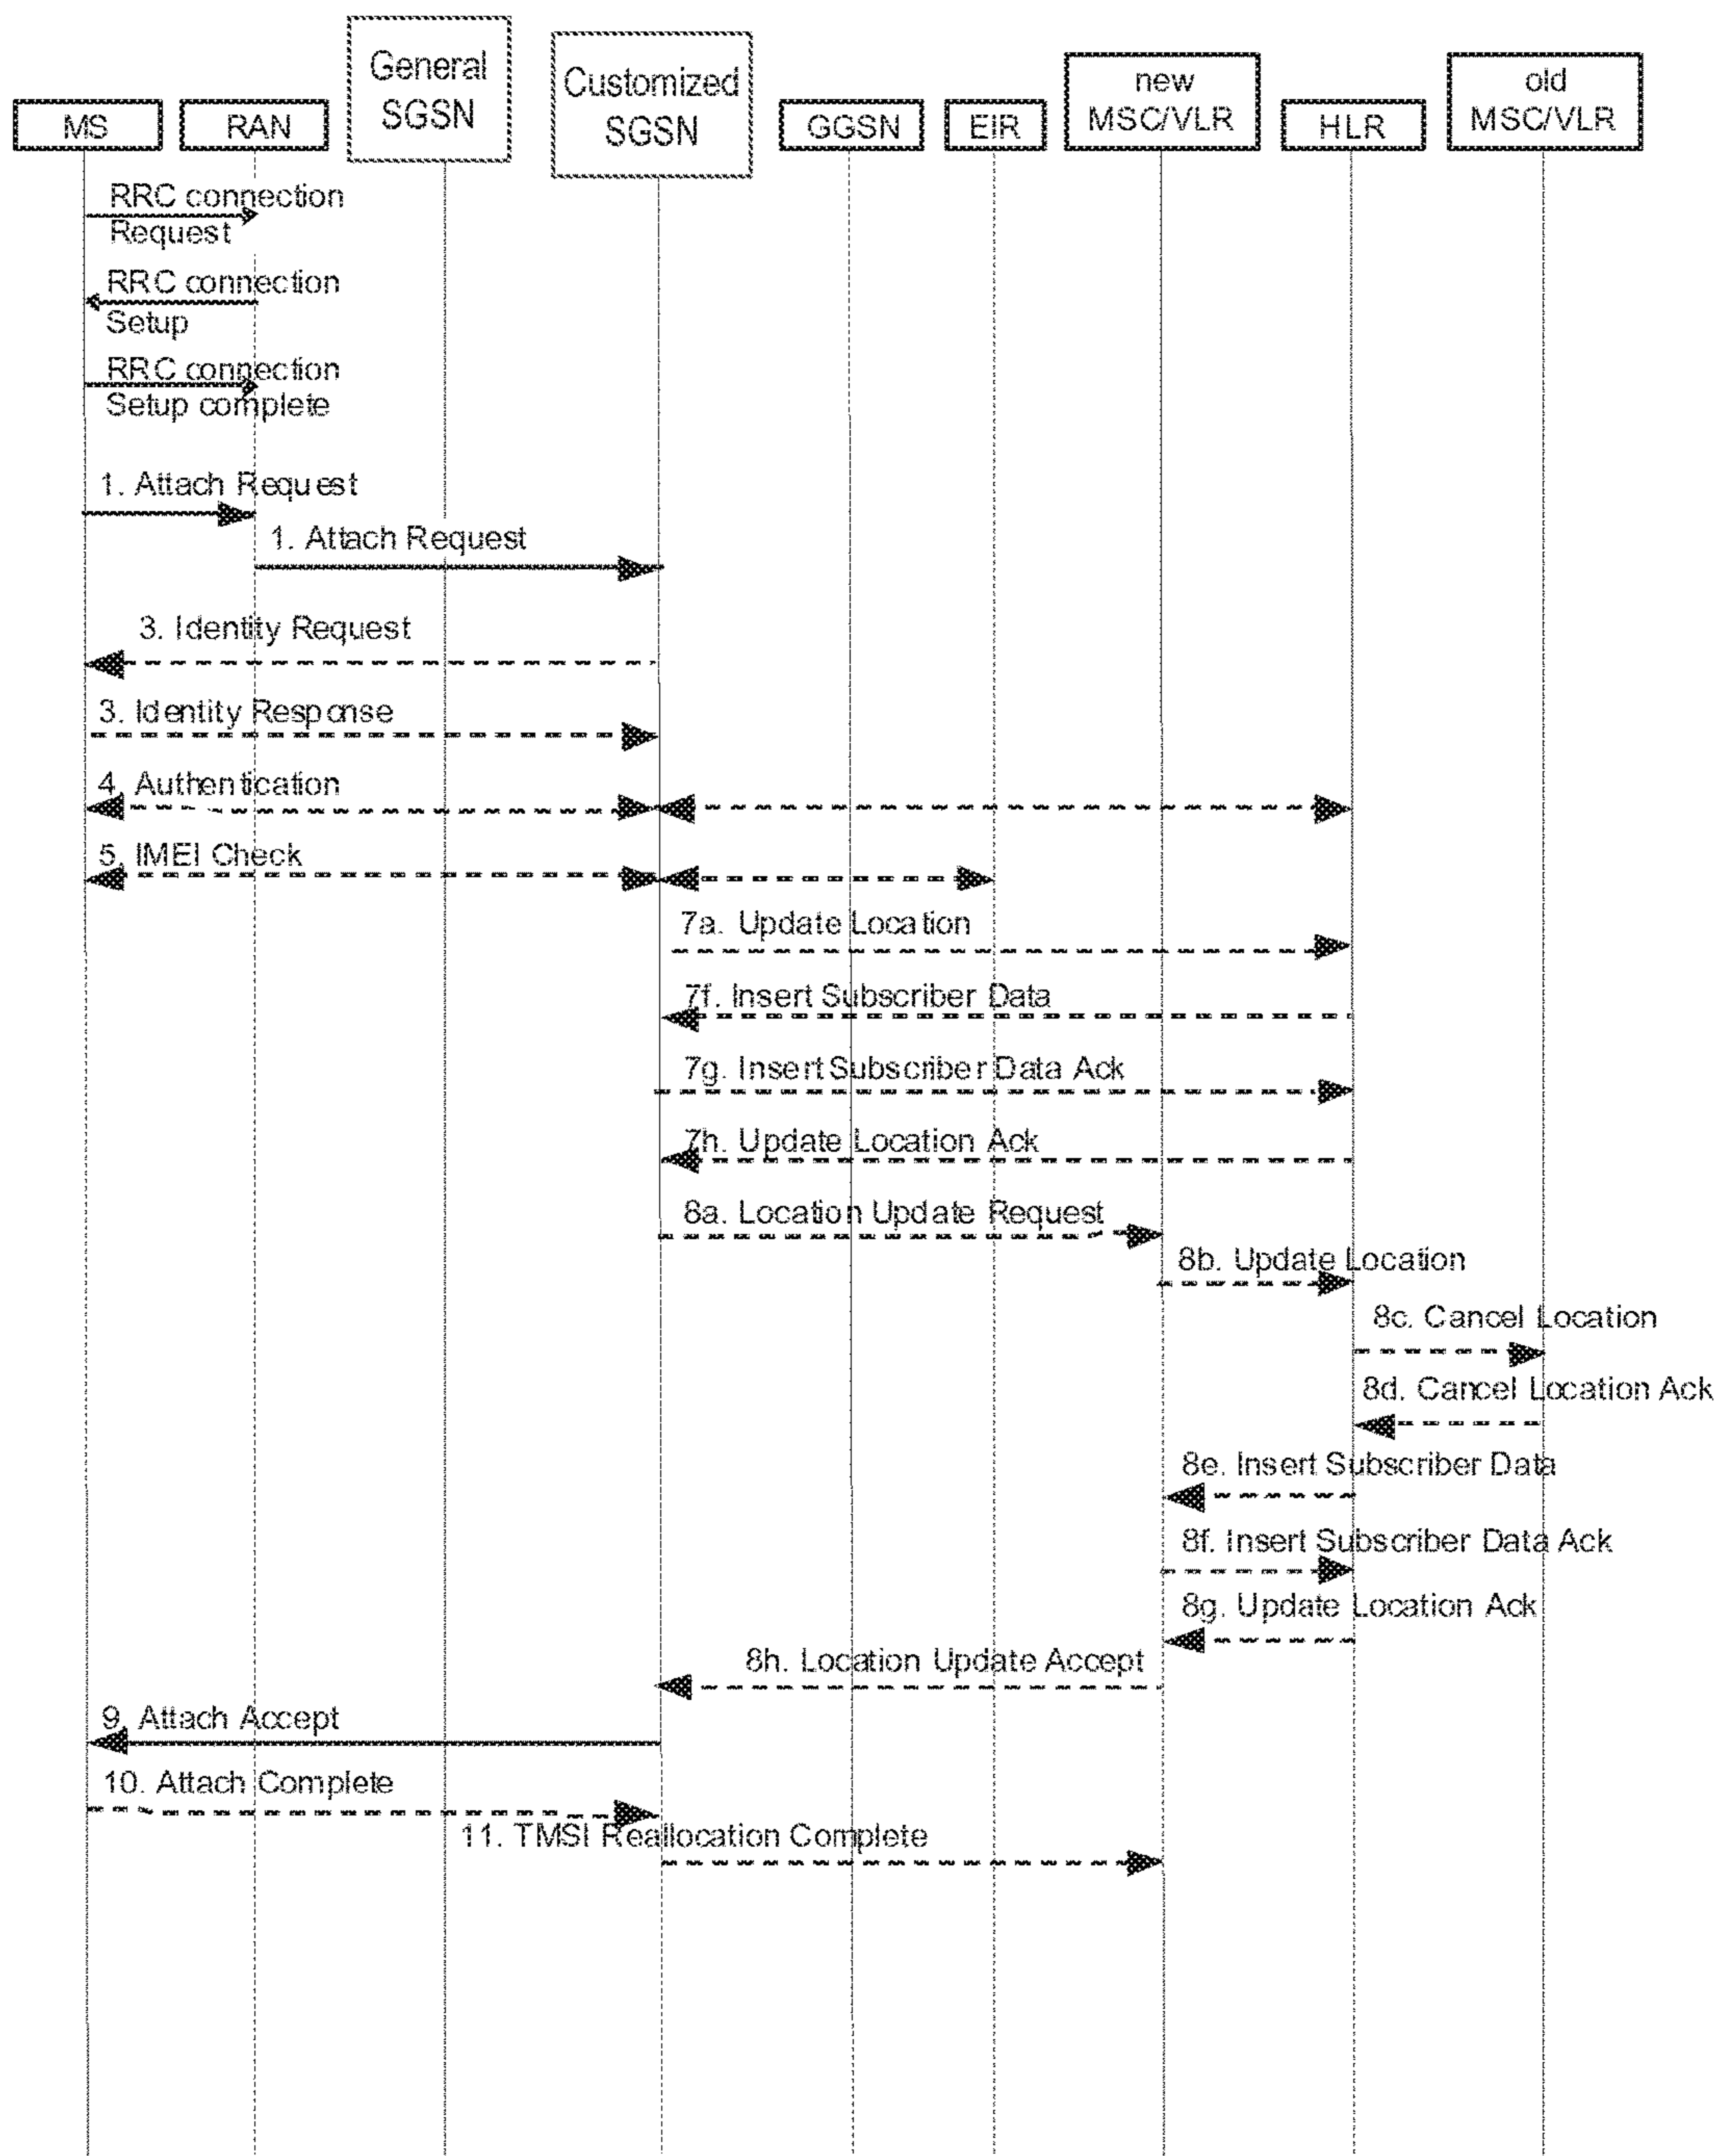 General
SGSN
Customized
SGSN
new
MSC/VLR
old
MSC/VLR
MS
RAN
GGSN
EIR
HLR
RRC connection
Request
RRC connection
Setup
RRC connection
Setup complete
1. Attach Request
1. Attach Request
3. Identity Request
3. Identity Response
4. Authentication
5. IMEI Check
7a. Update Location
7f. Insert Subscriber Data
7g. Insert Subscriber Data Ack
7h. Update Location Ack
8a. Location Update Request
8b. Update Location
8c. Cancel Location
8d. Cancel Location Ack
8e. Insert Subscriber Data
8f. Insert Subscriber Data Ack
8g. Update Location Ack
8h. Location Update Accept
9. Attach Accept
10. Attach Complete
11. TMSI Reallocation Complete